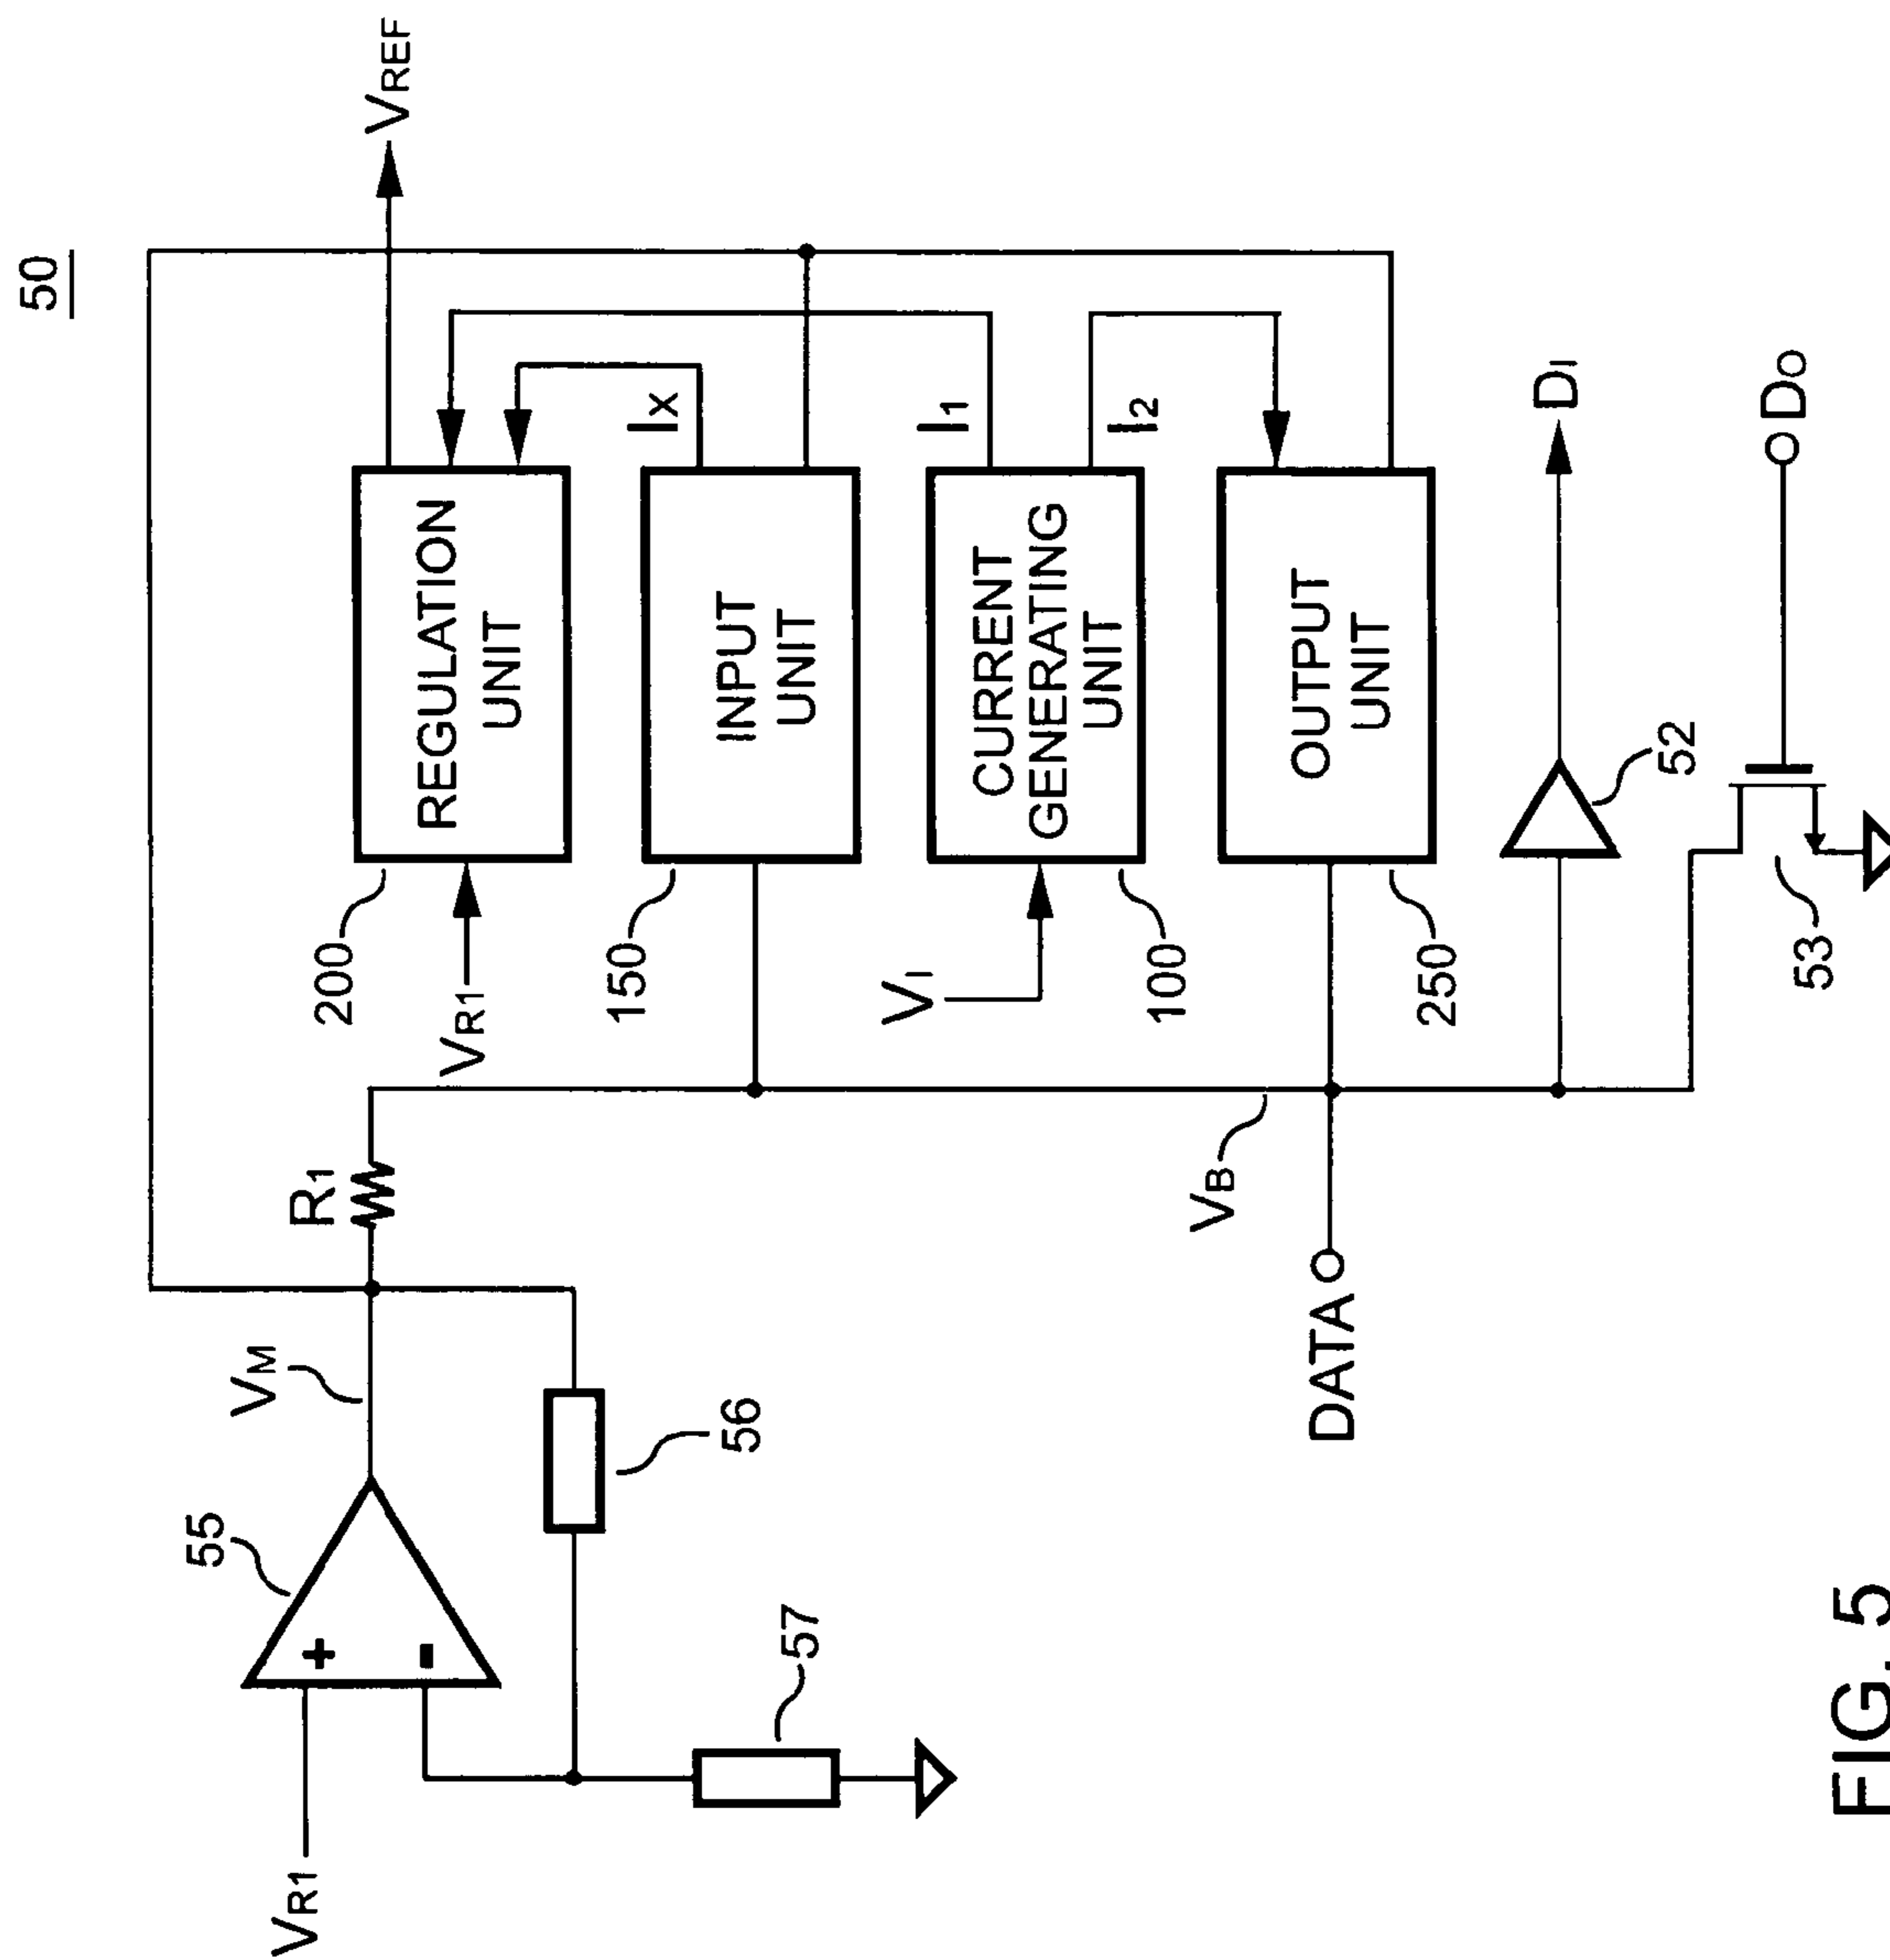 50
VREF
VR1
55
VM
R1
56
57
200
VR1
REGULATION
UNIT
IX
150
INPUT
UNIT
VI
100
CURRENT
GENERATING
UNIT
I1
I2
250
OUTPUT
UNIT
VB
DATA
52
DI
53
DO
FIG. 5